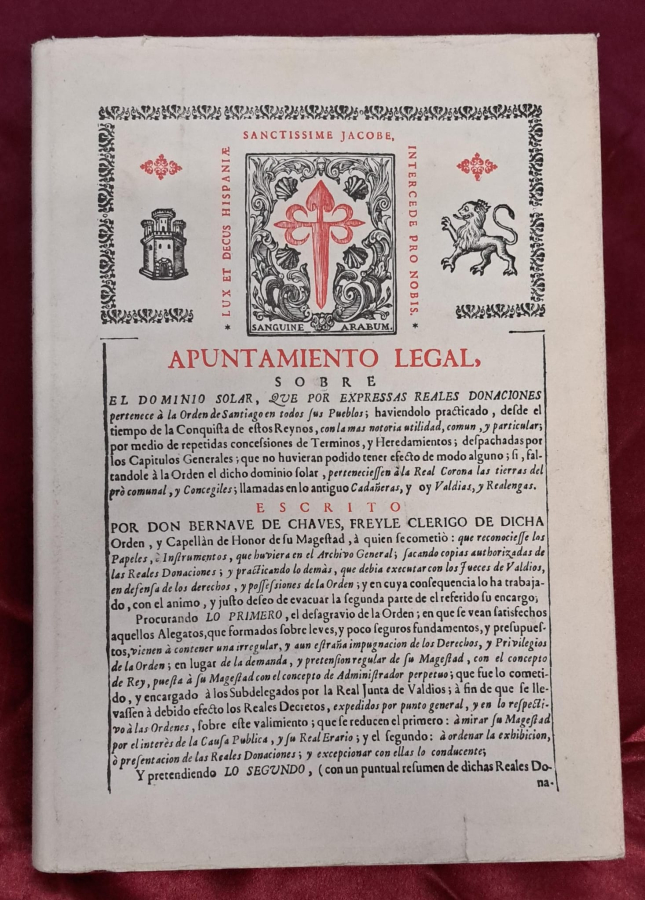 SANCTISSIME JACOBE,
LUX ET DECUS HISPANIÆ
INTERCEDE PRO NOBIS.
SANGUINE ARABUM.
APUNTAMIENTO LEGAL,
SOBRE
EL DOMINIO SOLAR, QUE POR EXPRESSAS REALES DONACIONES
pertenece à la Orden de Santiago en todos ſus Pueblos; haviendolo practicado, deſde el
tiempo de la Conquiſta de eſtos Reynos, con la mas notoria utilidad, comun, y particular;
por medio de repetidas conceſsiones de Terminos, y Heredamientos; deſpachadas por
los Capitulos Generales; que no huvieran podido tener efecto de modo alguno; ſi, fal-
tandole à la Orden el dicho dominio ſolar, perteneciеſſen à la Real Corona las tierras del
prò comunal, y Concegiles; llamadas en lo antiguo Cadañeras, y oy Valdias, y Realengas.
ESCRITO
POR DON BERNAVE DE CHAVES, FREYLE CLERIGO DE DICHA
Orden, y Capellàn de Honor de ſu Mageſtad, à quien ſe cometiò: que reconocieſſe los
Papeles, è Inſtrumentos, que huviera en el Archivo General; ſacando copias authorizadas de
las Reales Donaciones; y practicando lo demàs, que debia executar con los Jueces de Valdios,
en defenſa de los derechos, y poſſeſsiones de la Orden; y en cuya conſequencia lo ha trabaja-
do, con el animo, y juſto deſeo de evacuar la ſegunda parte de el referido ſu encargo;
Procurando LO PRIMERO, el deſagravio de la Orden; en que ſe vean ſatisfechos
aquellos Alegatos, que formados ſobre leves, y poco ſeguros fundamentos, y preſupueſ-
tos, vienen à contener una irregular, y aun eſtraña impugnacion de los Derechos, y Privilegios
de la Orden; en lugar de la demanda, y pretenſion regular de ſu Mageſtad, con el concepto
de Rey, pueſta à ſu Mageſtad con el concepto de Adminiſtrador perpetuo; que fue lo cometi-
do, y encargado à los Subdelegados por la Real Junta de Valdios; à fin de que ſe lle-
vaſſen à debido efecto los Reales Decretos, expedidos por punto general, y en lo reſpecti-
vo à las Ordenes, ſobre eſte valimiento; que ſe reducen el primero: à mirar ſu Mageſtad
por el interès de la Cauſa Publica, y ſu Real Erario; y el ſegundo: à ordenar la exhibicion,
ò preſentacion de las Reales Donaciones; y excepcionar con ellas lo conducente;
Y pretendiendo LO SEGUNDO, (con un puntual reſumen de dichas Reales Do-
na-